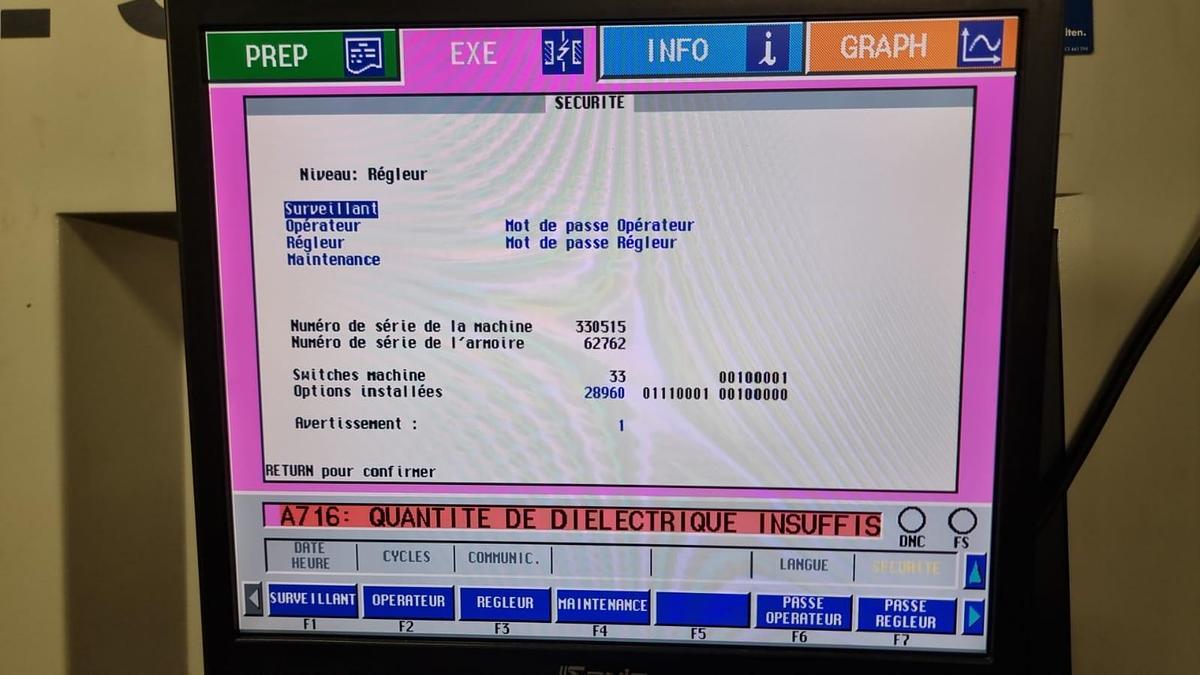 lten.
PREP EXE INFO i GRAPH
SECURITE
Niveau: Régleur
Surveillant
Opérateur Mot de passe Opérateur
Régleur Mot de passe Régleur
Maintenance
Numéro de série de la machine 330515
Numéro de série de l'armoire 62762
Switches machine 33 00100001
Options installées 28960 01110001 00100000
Avertissement : 1
RETURN pour confirmer
A716: QUANTITE DE DIELECTRIQUE INSUFFIS
DNC FS
DATE HEURE CYCLES COMMUNIC. LANGUE SECURITE
SURVEILLANT OPERATEUR REGLEUR MAINTENANCE PASSE OPERATEUR PASSE REGLEUR
F1 F2 F3 F4 F5 F6 F7